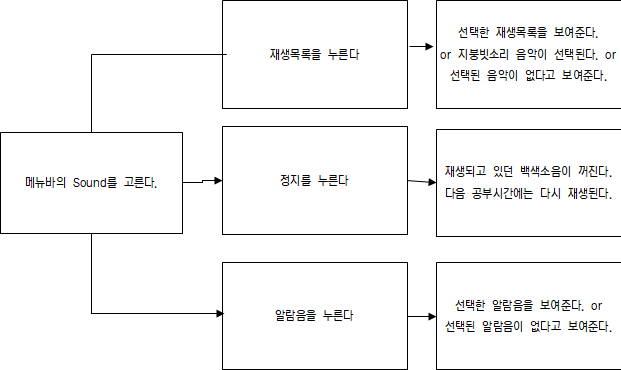 재생목록을 누른다
선택한 재생목록을 보여준다.
or 지붕빗소리 음악이 선택된다. or
선택된 음악이 없다고 보여준다.
메뉴바의 Sound를 고른다.
정지를 누른다
재생되고 있던 백색소음이 꺼진다.
다음 공부시간에는 다시 재생된다.
알람음을 누른다
선택한 알람음을 보여준다. or
선택된 알람음이 없다고 보여준다.